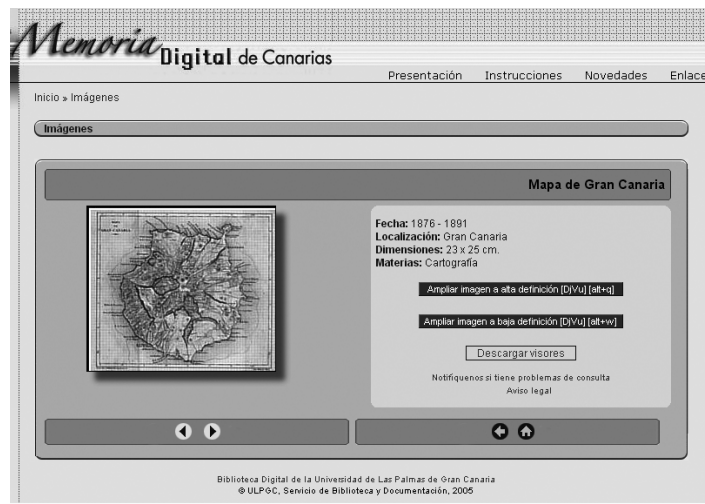 Memoria Digital de Canarias
Presentación Instrucciones Novedades Enlace
Inicio » Imágenes
Imágenes
Mapa de Gran Canaria
Fecha: 1876 - 1891
Localización: Gran Canaria
Dimensiones: 23 x 25 cm.
Materias: Cartografía
Ampliar imagen a alta definición [DjVu] [alt+q]
Ampliar imagen a baja definición [DjVu] [alt+w]
Descargar visores
Notifíquenos si tiene problemas de consulta
Aviso legal
Biblioteca Digital de la Universidad de Las Palmas de Gran Canaria
© ULPGC, Servicio de Biblioteca y Documentación, 2005